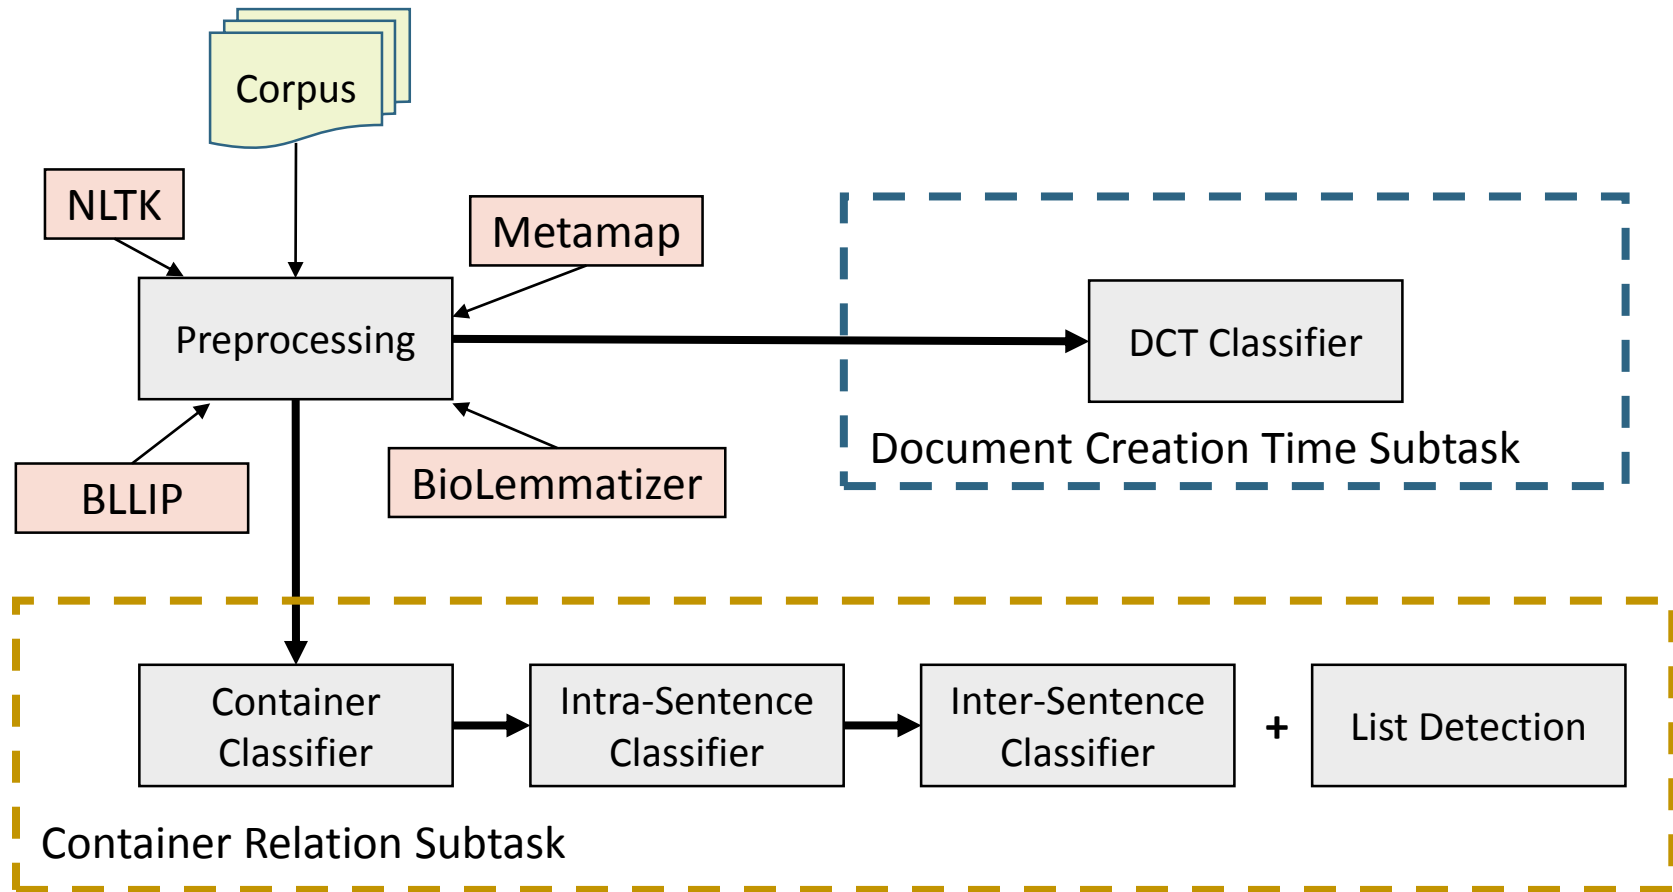 Corpus
NLTK
Metamap
Preprocessing
DCT Classifier
Document Creation Time Subtask
BLLIP
BioLemmatizer
Container
Classifier
Intra-Sentence
Classifier
Inter-Sentence
Classifier
+
List Detection
Container Relation Subtask